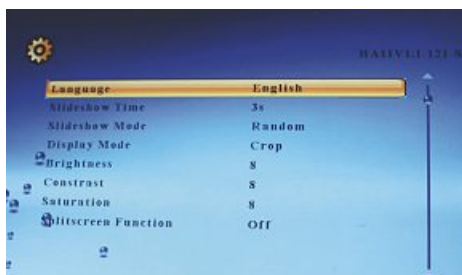 Language English
Slideshow Time 3s
Slideshow Mode Random
Display Mode Crop
Brightness 8
Constrast 8
Saturation 8
Splitscreen Function Off